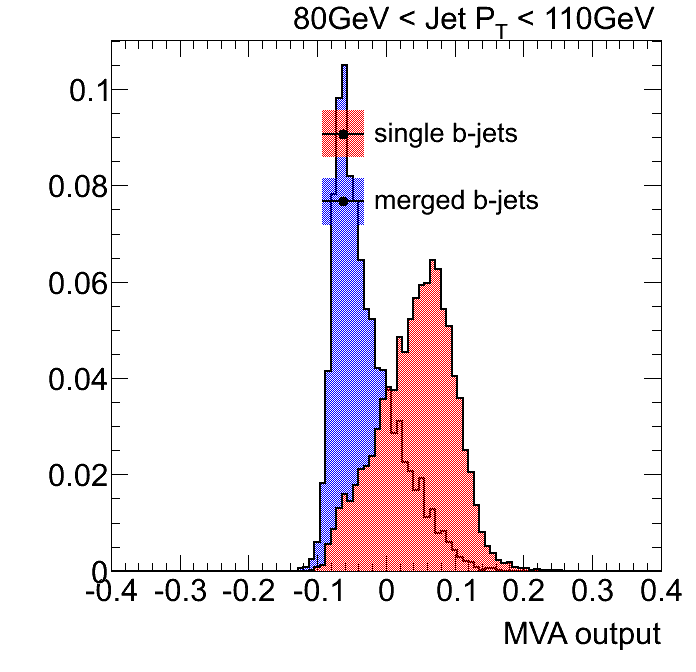 80GeV < Jet P_T < 110GeV
0.1
single b-jets
0.08
merged b-jets
0.06
0.04
0.02
0
-0.4 -0.3 -0.2 -0.1 0 0.1 0.2 0.3 0.4
MVA output